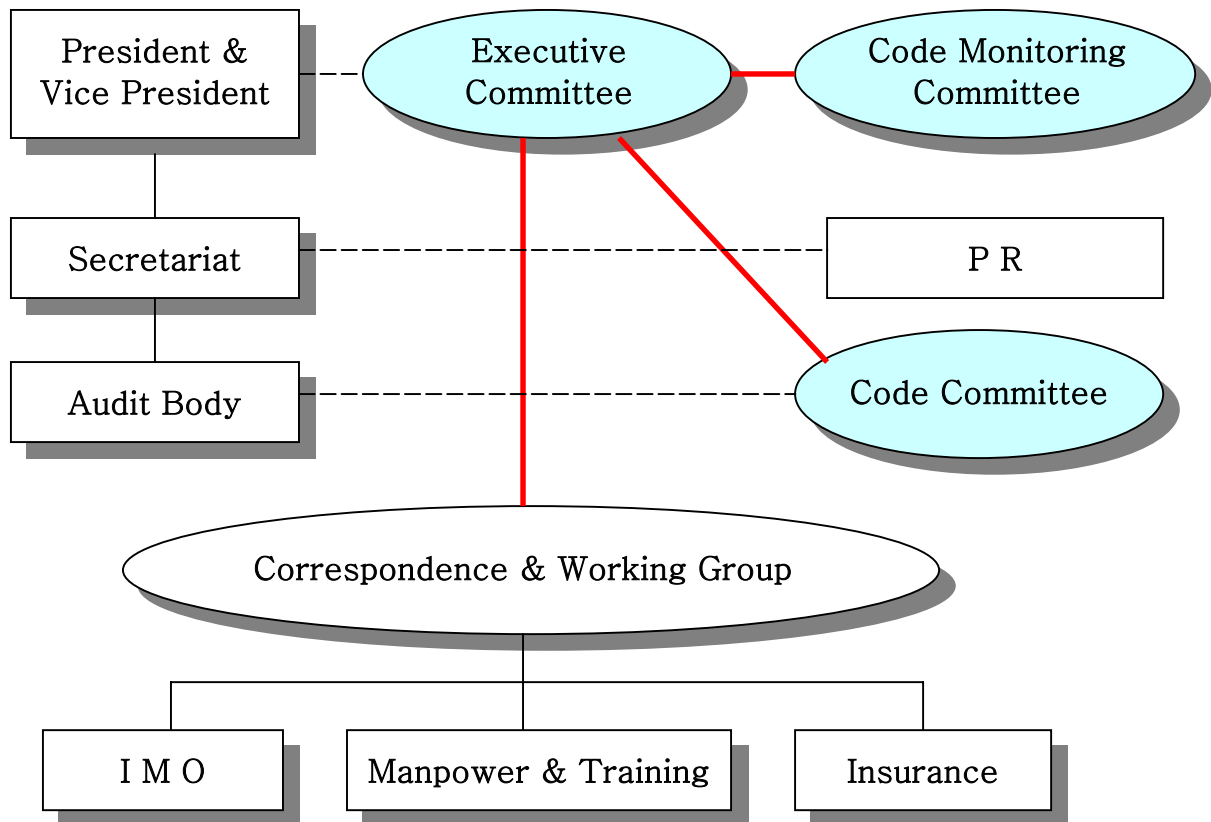 President &
Vice President
Executive
Committee
Code Monitoring
Committee
Secretariat
P R
Audit Body
Code Committee
Correspondence & Working Group
I M O
Manpower & Training
Insurance